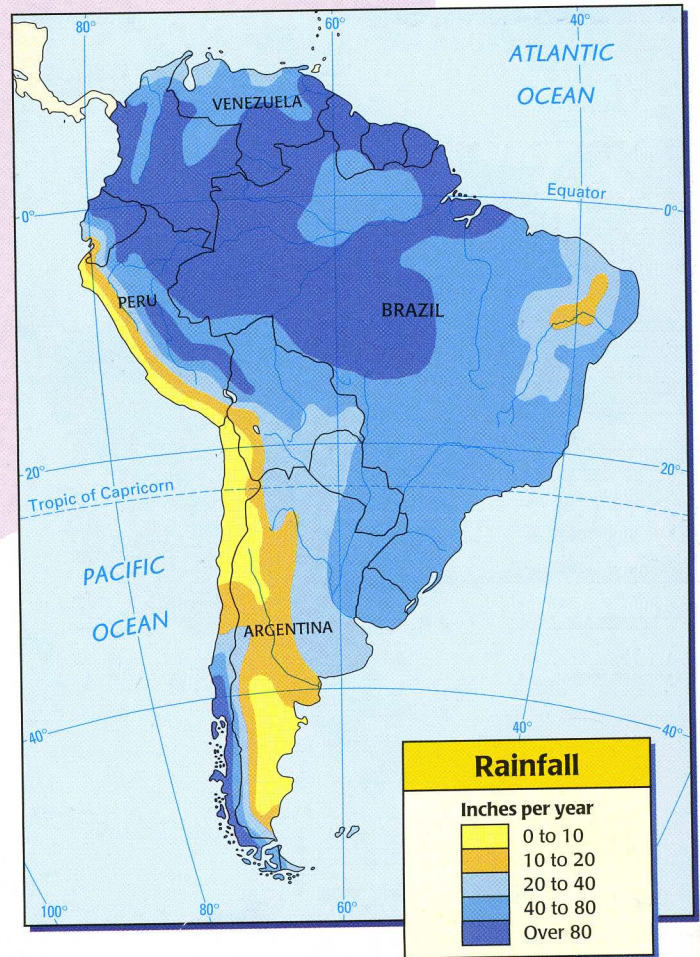 80°
60°
40°
ATLANTIC
OCEAN
VENEZUELA
Equator
0°
0°
PERU
BRAZIL
20°
20°
Tropic of Capricorn
PACIFIC
OCEAN
ARGENTINA
40°
40°
40°
100°
80°
60°
Rainfall
Inches per year
0 to 10
10 to 20
20 to 40
40 to 80
Over 80